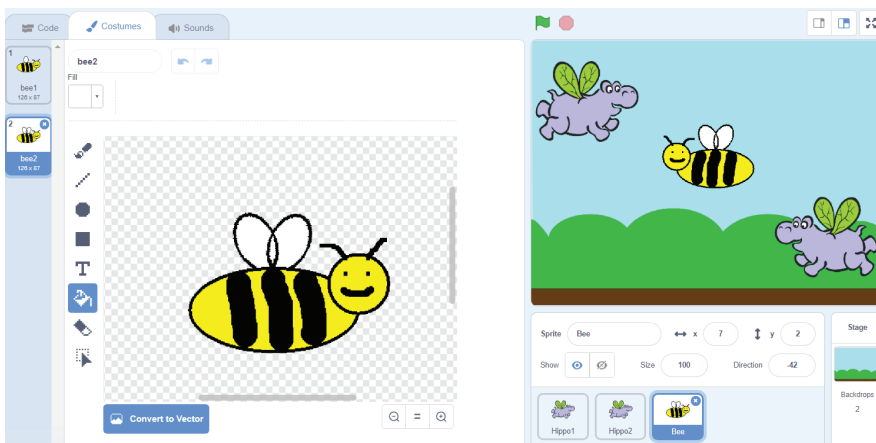 Code
Costumes
Sounds
1
bee1
126 x 87
2
bee2
126 x 87
bee2
Fill
T
Convert to Vector
Sprite Bee x 7 y 2
Show Size 100 Direction -42
Hippo1
Hippo2
Bee
Stage
Backdrops
2